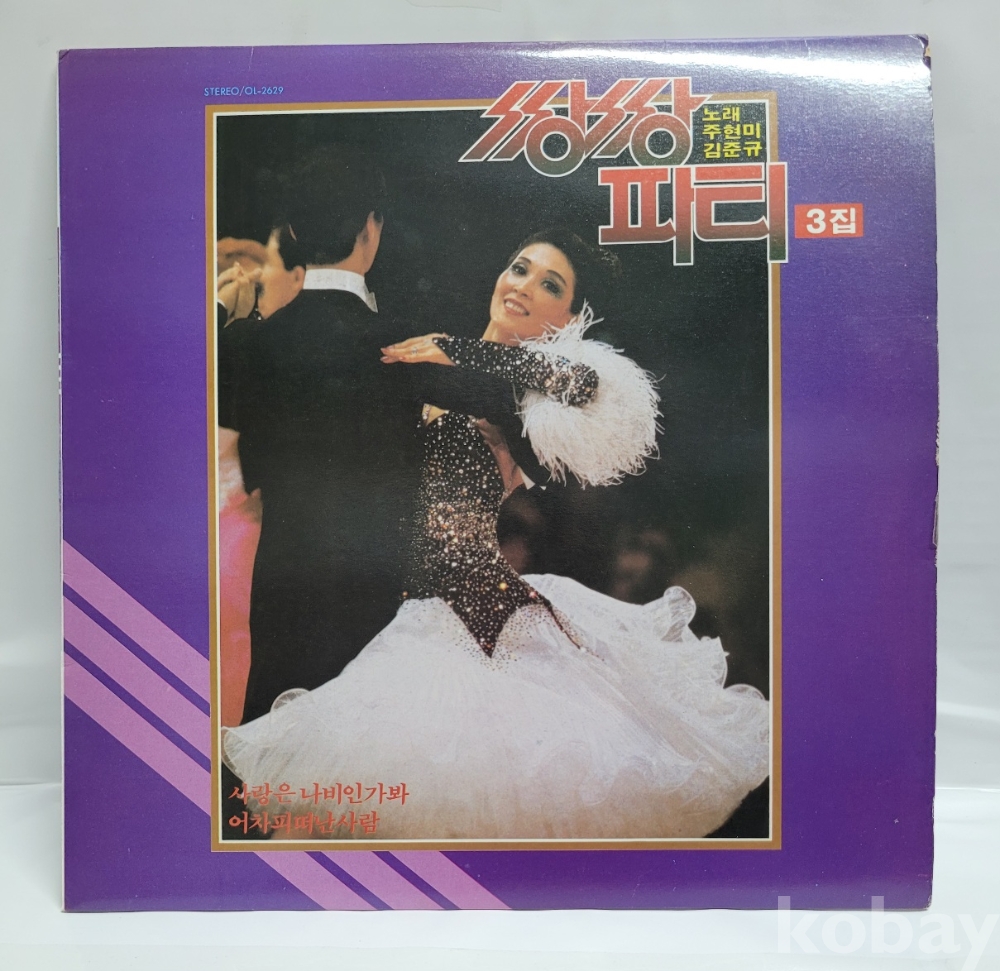 STEREO/OL-2629
쌍쌍
파티
노래
주현미
김준규
3집
사랑은 나비인가봐
어차피 떠난 사람
kobay